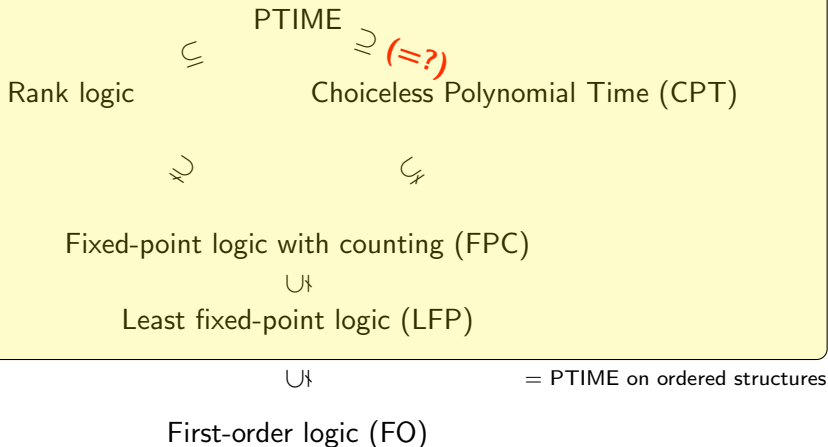 PTIME
⊆ ⊇ (=?)
Rank logic Choiceless Polynomial Time (CPT)
⊋ ⊊
Fixed-point logic with counting (FPC)
⊊
Least fixed-point logic (LFP)
⊊ = PTIME on ordered structures
First-order logic (FO)